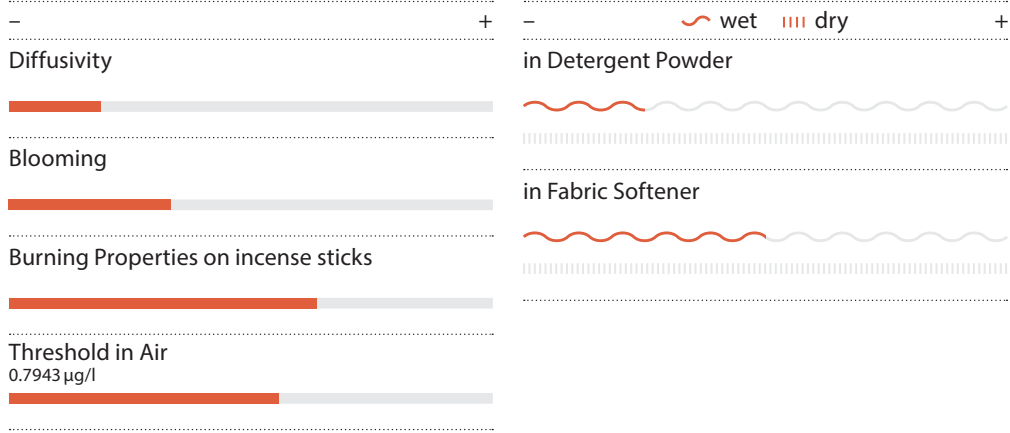 – +
Diffusivity
Blooming
Burning Properties on incense sticks
Threshold in Air
0.7943 µg/l
– wet dry +
in Detergent Powder
in Fabric Softener